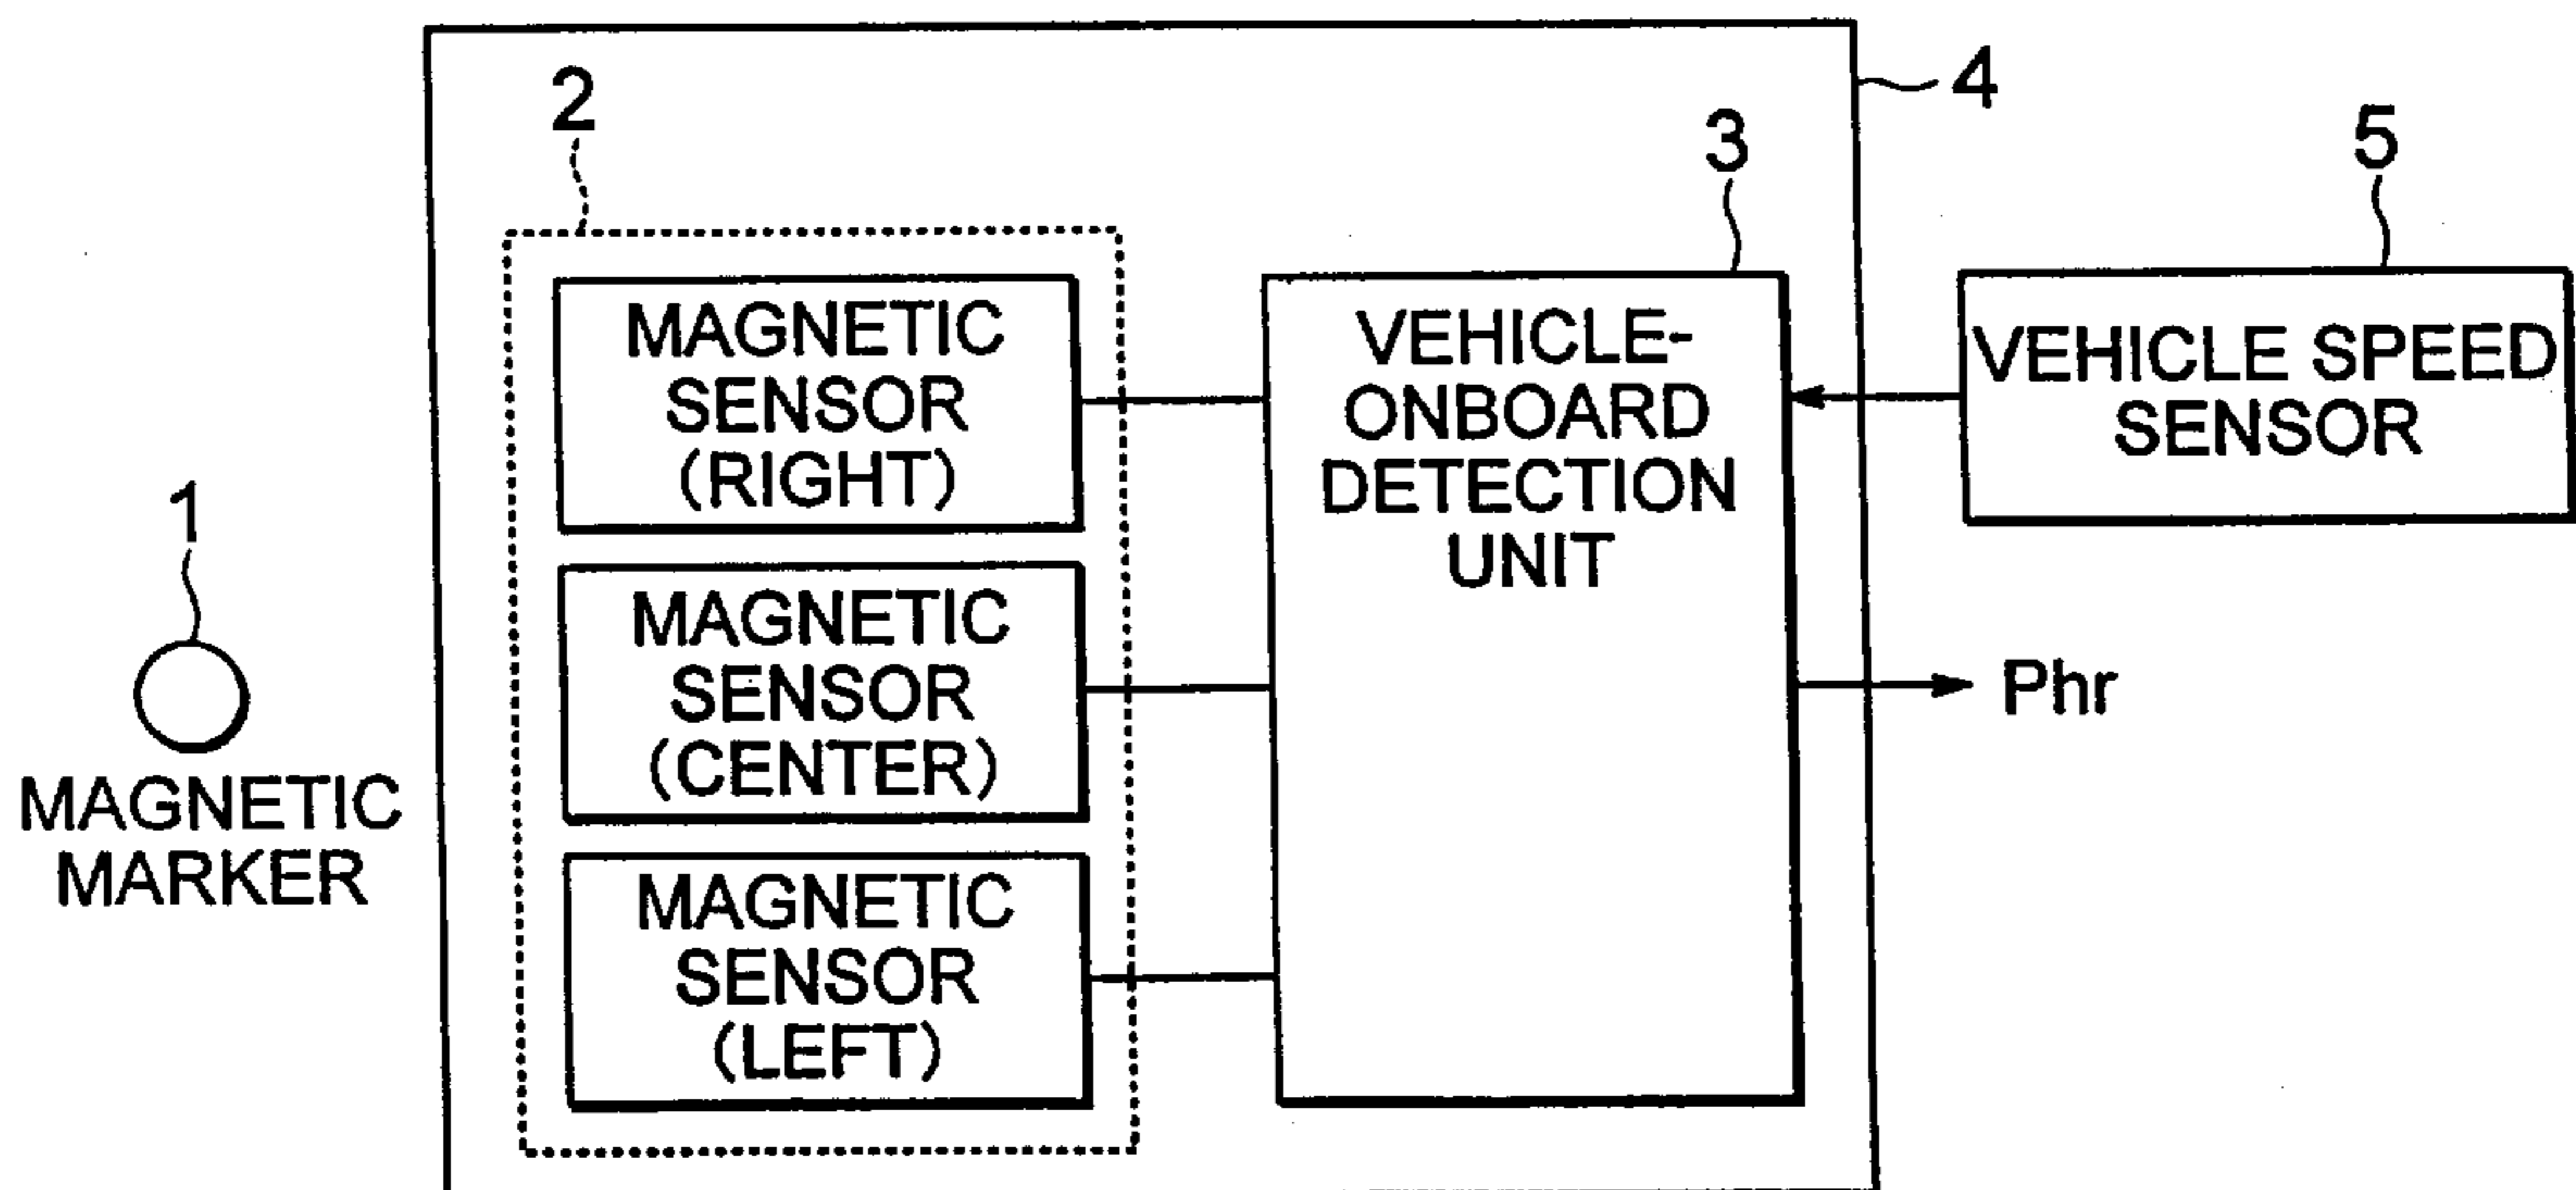 1
MAGNETIC
MARKER
2
MAGNETIC
SENSOR
(RIGHT)
MAGNETIC
SENSOR
(CENTER)
MAGNETIC
SENSOR
(LEFT)
3
VEHICLE-
ONBOARD
DETECTION
UNIT
4
5
VEHICLE SPEED
SENSOR
Phr